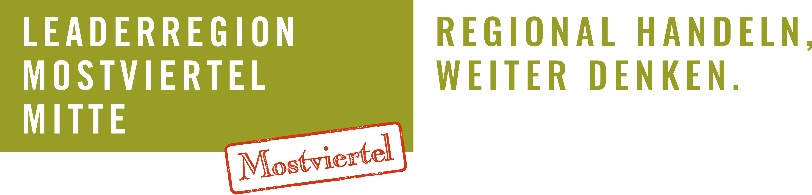 LEADERREGION
MOSTVIERTEL
MITTE
Mostviertel
REGIONAL HANDELN,
WEITER DENKEN.